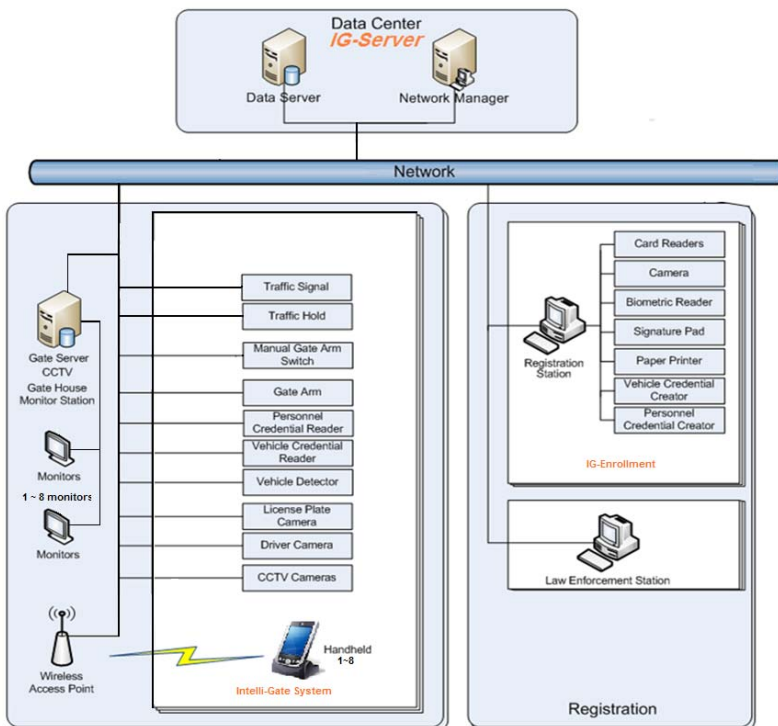 Data Center
IG-Server
Data Server
Network Manager
Network
Gate Server
CCTV
Gate House
Monitor Station
Monitors
1 ~ 8 monitors
Monitors
Wireless
Access Point
Traffic Signal
Traffic Hold
Manual Gate Arm
Switch
Gate Arm
Personnel
Credential Reader
Vehicle Credential
Reader
Vehicle Detector
License Plate
Camera
Driver Camera
CCTV Cameras
Handheld
1~8
Intelli-Gate System
Registration
Station
Card Readers
Camera
Biometric Reader
Signature Pad
Paper Printer
Vehicle Credential
Creator
Personnel
Credential Creator
IG-Enrollment
Law Enforcement Station
Registration